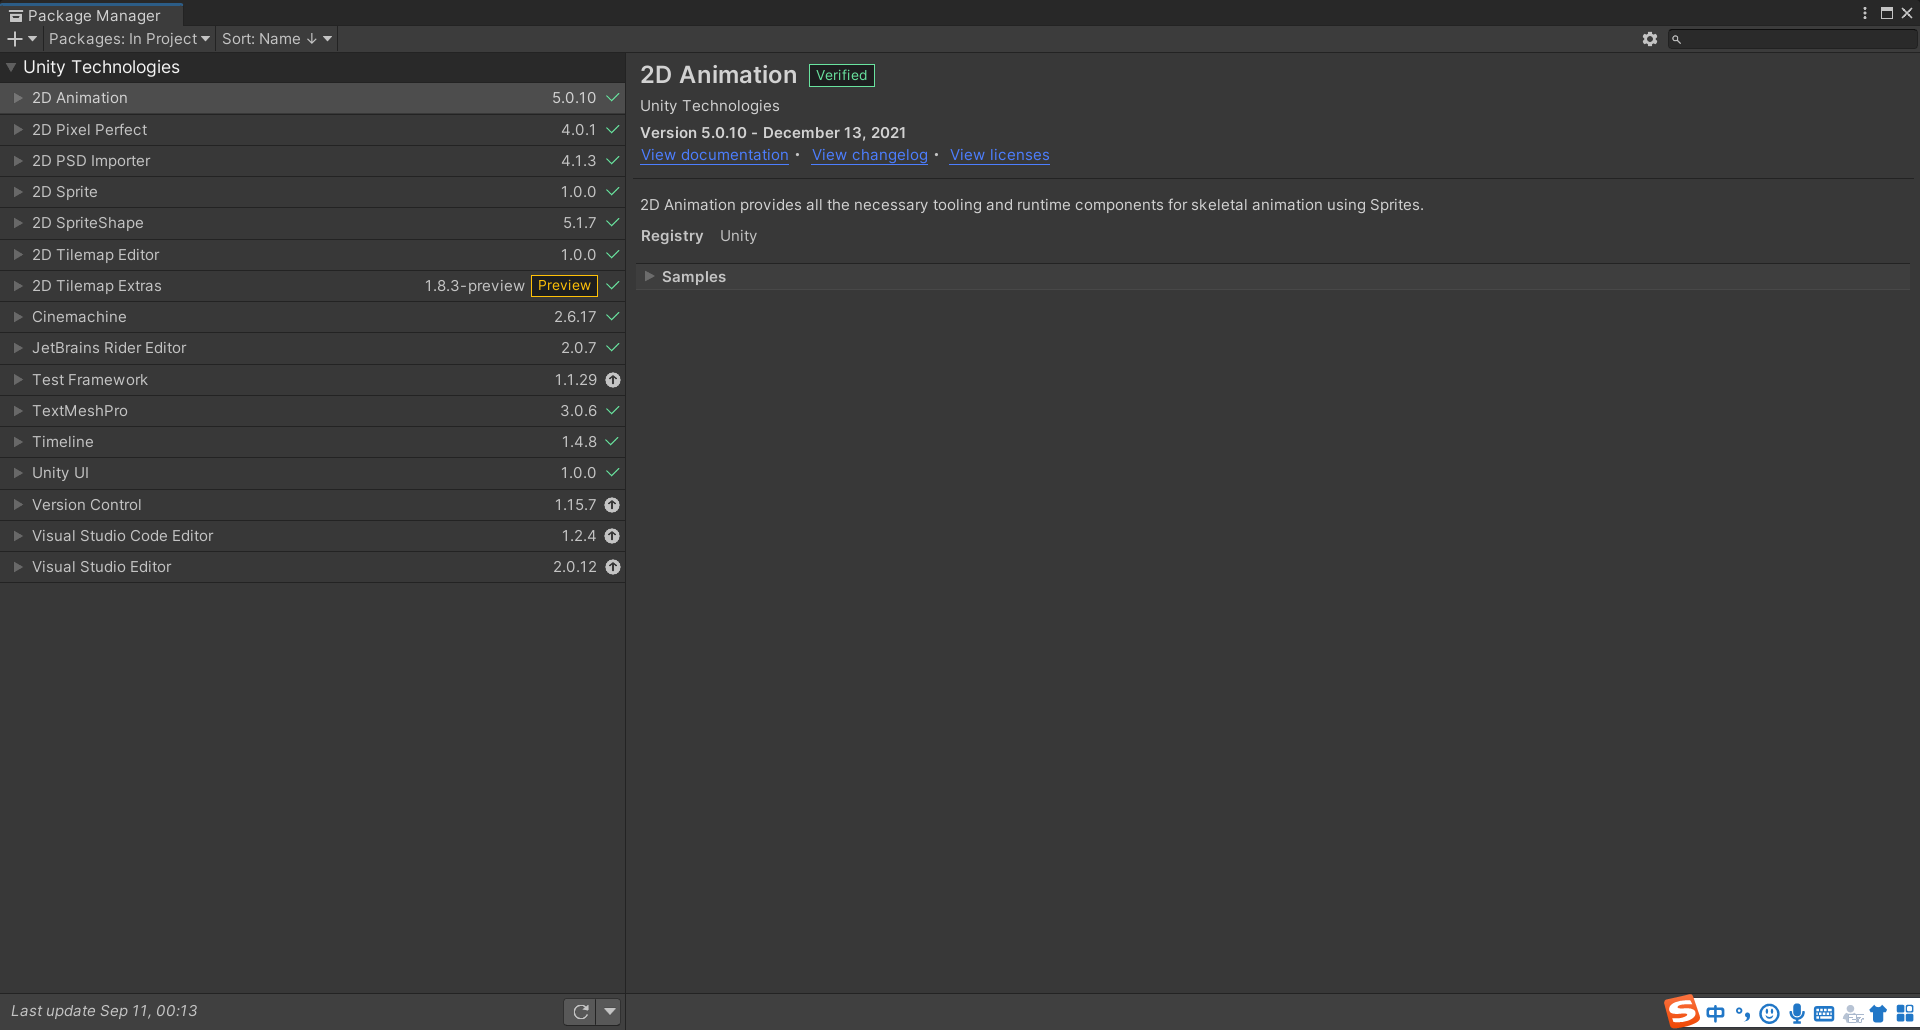 Package Manager
Packages: In Project
Sort: Name ↓
Unity Technologies
2D Animation 5.0.10
2D Pixel Perfect 4.0.1
2D PSD Importer 4.1.3
2D Sprite 1.0.0
2D SpriteShape 5.1.7
2D Tilemap Editor 1.0.0
2D Tilemap Extras 1.8.3-preview Preview
Cinemachine 2.6.17
JetBrains Rider Editor 2.0.7
Test Framework 1.1.29
TextMeshPro 3.0.6
Timeline 1.4.8
Unity UI 1.0.0
Version Control 1.15.7
Visual Studio Code Editor 1.2.4
Visual Studio Editor 2.0.12
Last update Sep 11, 00:13
2D Animation Verified
Unity Technologies
Version 5.0.10 - December 13, 2021
View documentation • View changelog • View licenses
2D Animation provides all the necessary tooling and runtime components for skeletal animation using Sprites.
Registry Unity
Samples
S 中 °,